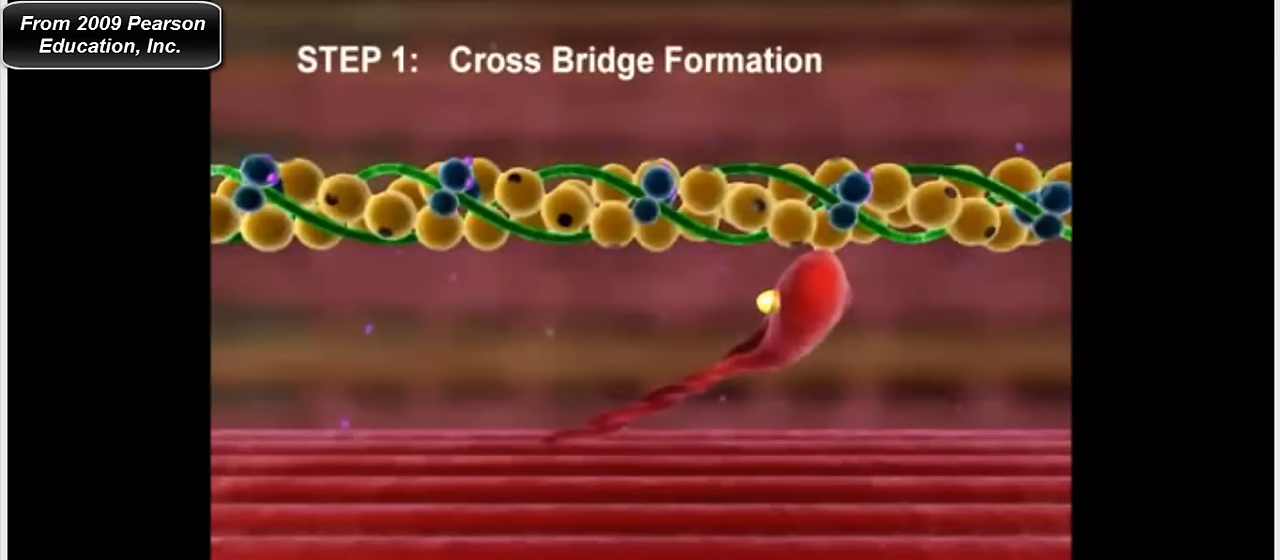 From 2009 Pearson
Education, Inc.
STEP 1: Cross Bridge Formation